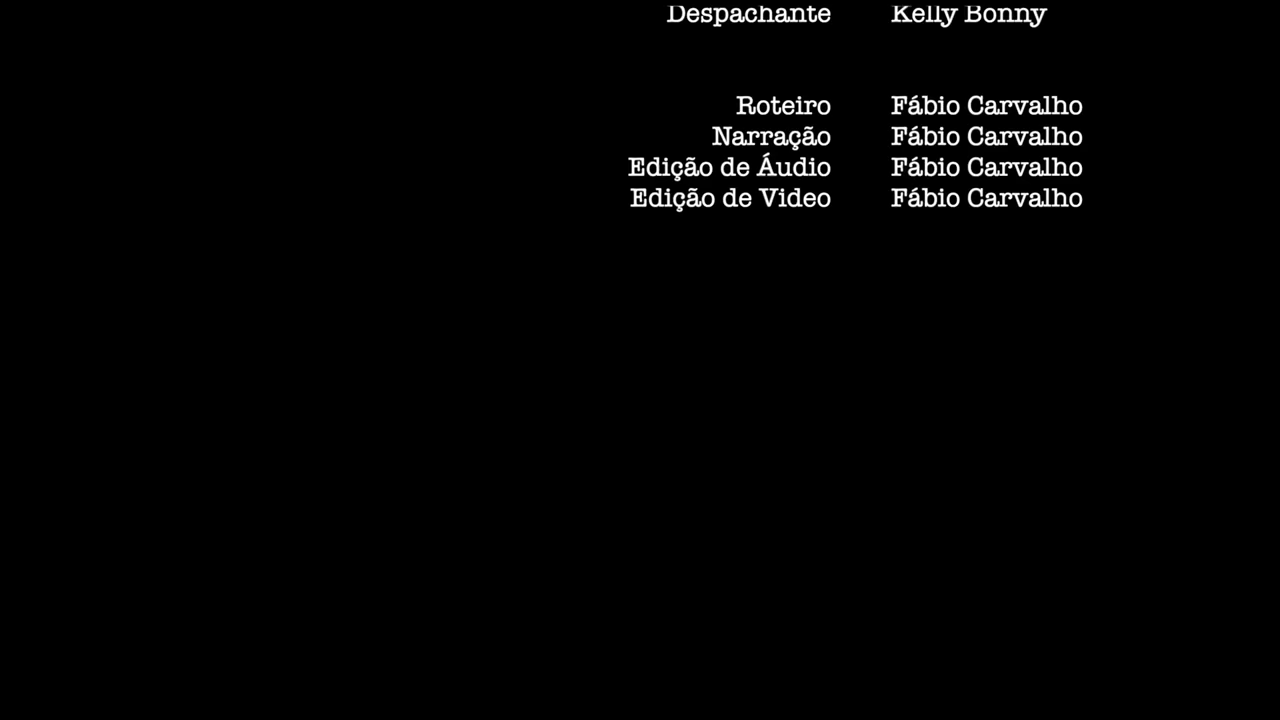 Despachante Kelly Bonny
Roteiro Fábio Carvalho
Narração Fábio Carvalho
Edição de Áudio Fábio Carvalho
Edição de Video Fábio Carvalho